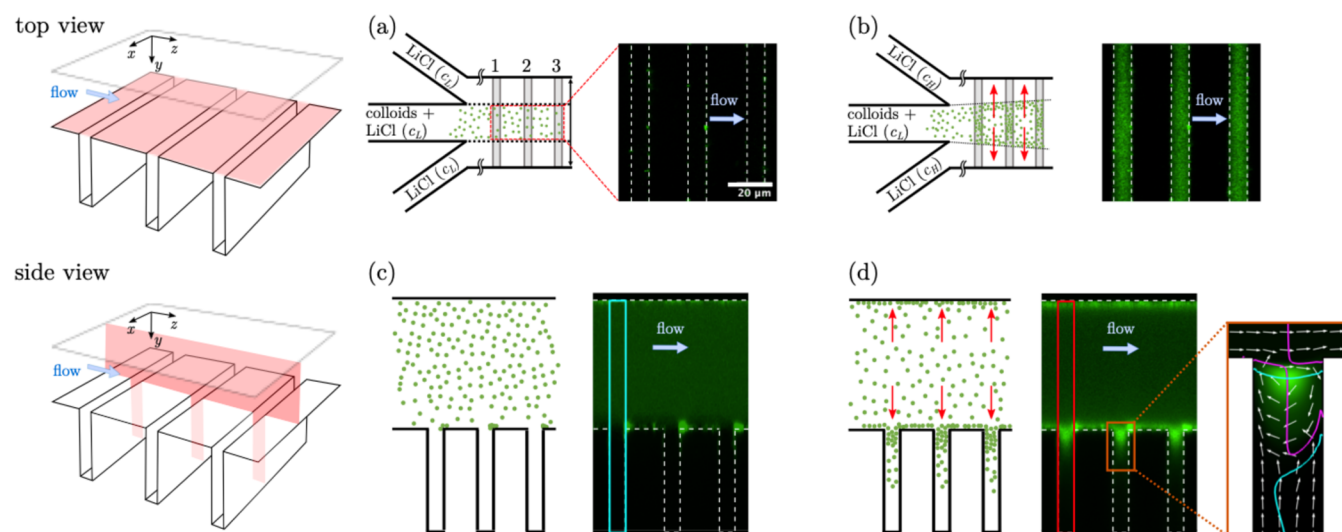 top view
x
z
y
flow
(a)
LiCl (c_L)
1 2 3
colloids +
LiCl (c_L)
LiCl (c_L)
flow
20 µm
(b)
LiCl (c_H)
colloids +
LiCl (c_L)
LiCl (c_H)
flow
side view
x
z
y
flow
(c)
flow
(d)
flow